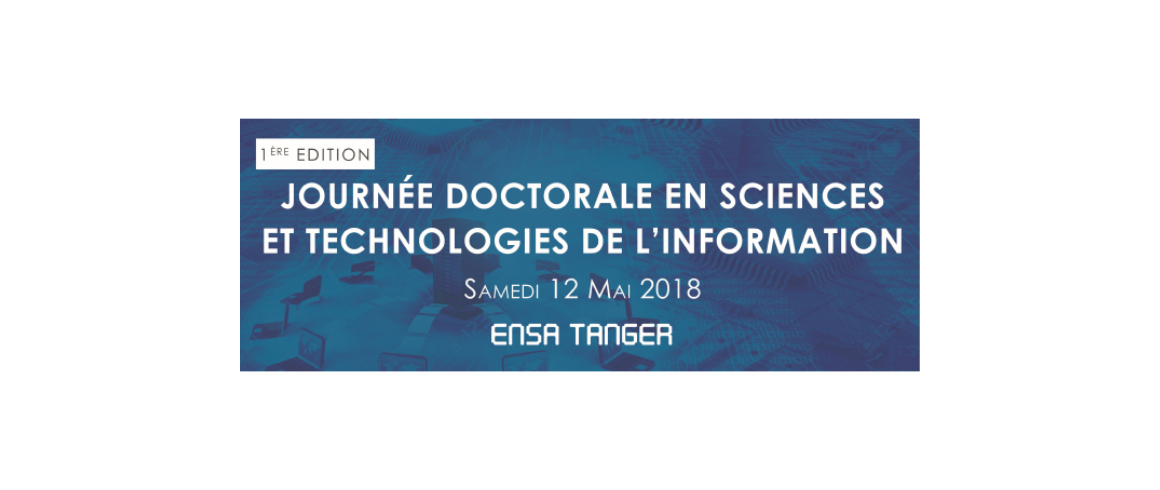 1ÈRE EDITION
JOURNÉE DOCTORALE EN SCIENCES
ET TECHNOLOGIES DE L'INFORMATION
SAMEDI 12 MAI 2018
ENSA TANGER